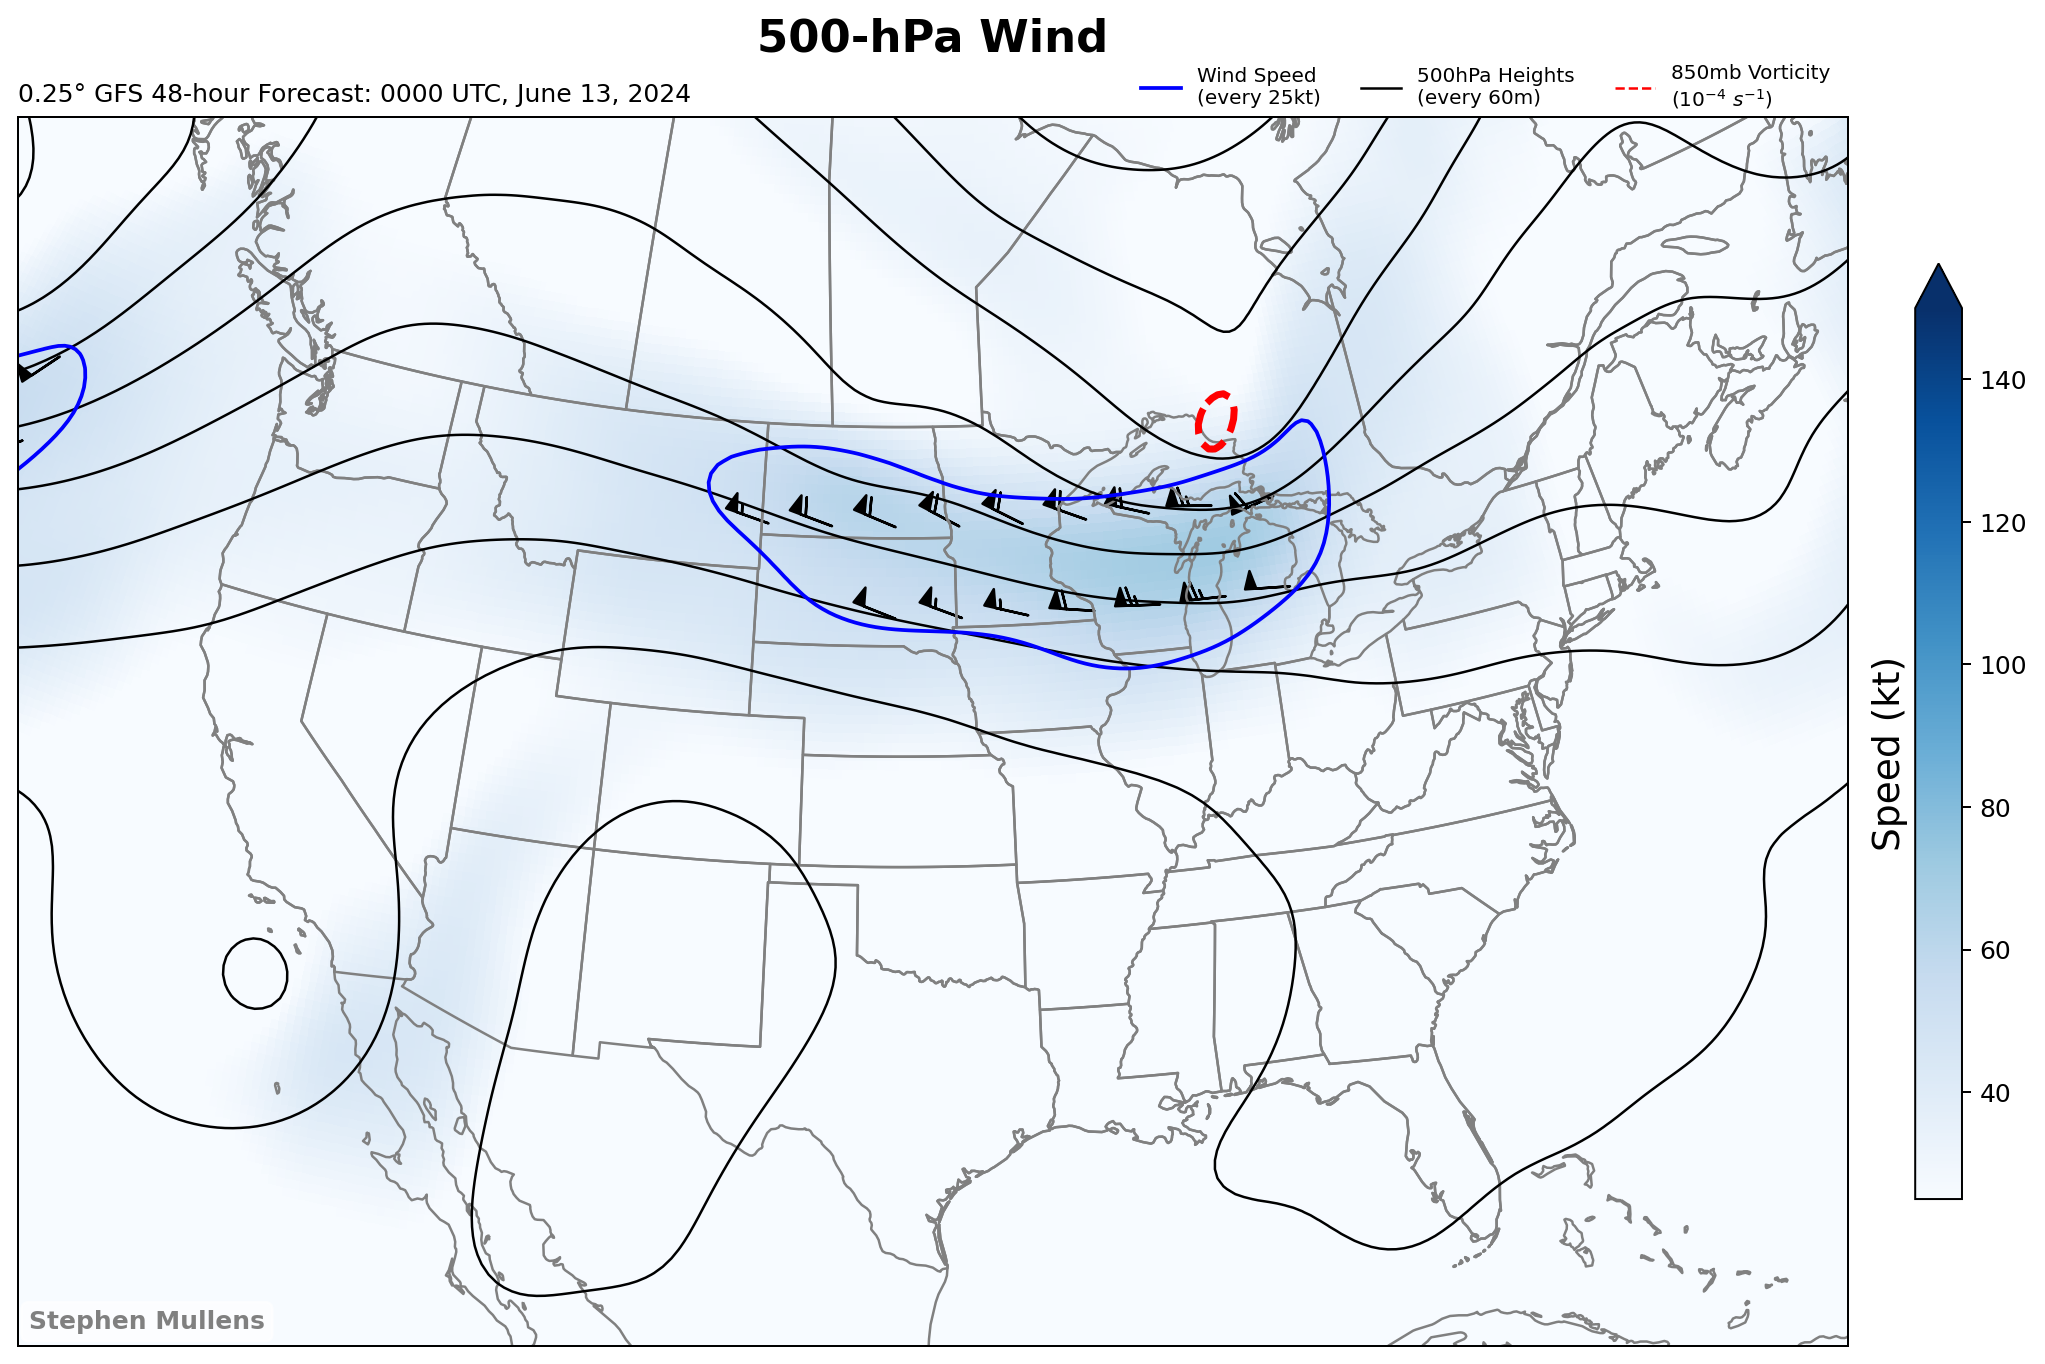 500-hPa Wind
0.25° GFS 48-hour Forecast: 0000 UTC, June 13, 2024
Wind Speed
(every 25kt)
500hPa Heights
(every 60m)
850mb Vorticity
(10⁻⁴ s⁻¹)
140
120
100
80
60
40
Speed (kt)
Stephen Mullens